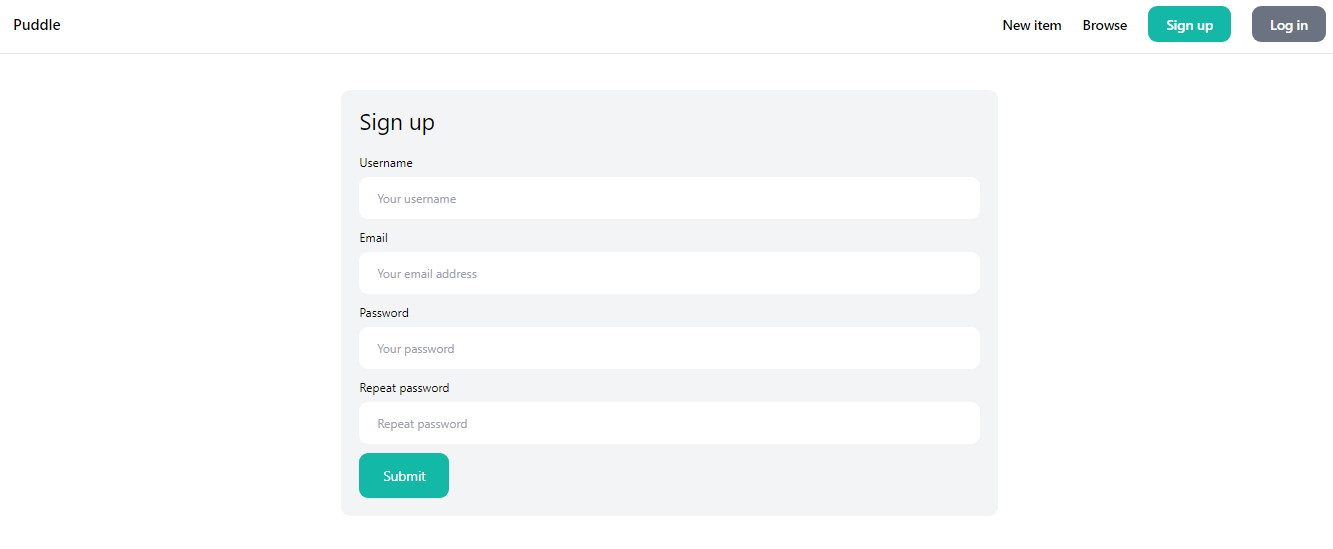 Puddle
New item Browse Sign up Log in
Sign up
Username
Your username
Email
Your email address
Password
Your password
Repeat password
Repeat password
Submit